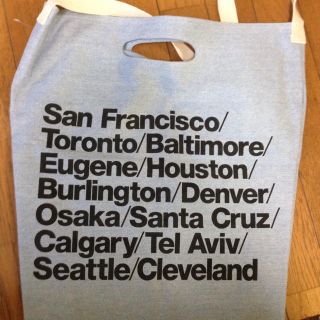 San Francisco/
Toronto/Baltimore/
Eugene/Houston/
Burlington/Denver/
Osaka/Santa Cruz/
Calgary/Tel Aviv/
Seattle/Cleveland